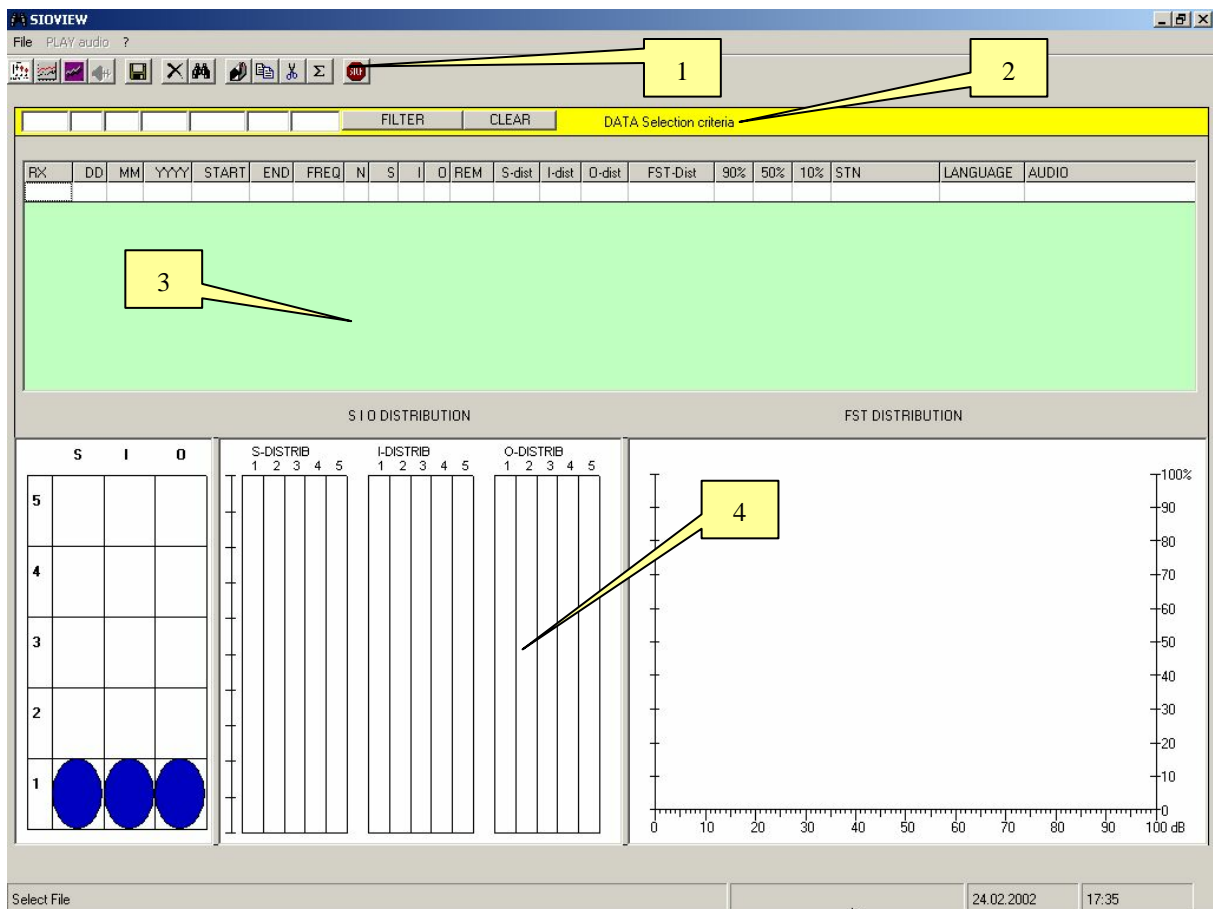 SIOVIEW
File PLAY audio ?
Σ STOP
1
2
FILTER CLEAR DATA Selection criteria
RX DD MM YYYY START END FREQ N S I O REM S-dist I-dist O-dist FST-Dist 90% 50% 10% STN LANGUAGE AUDIO
3
S I O DISTRIBUTION FST DISTRIBUTION
S I O
5
4
3
2
1
S-DISTRIB I-DISTRIB O-DISTRIB
1 2 3 4 5 1 2 3 4 5 1 2 3 4 5
4
100%
90
80
70
60
50
40
30
20
10
0
0 10 20 30 40 50 60 70 80 90 100 dB
Select File 24.02.2002 17:35